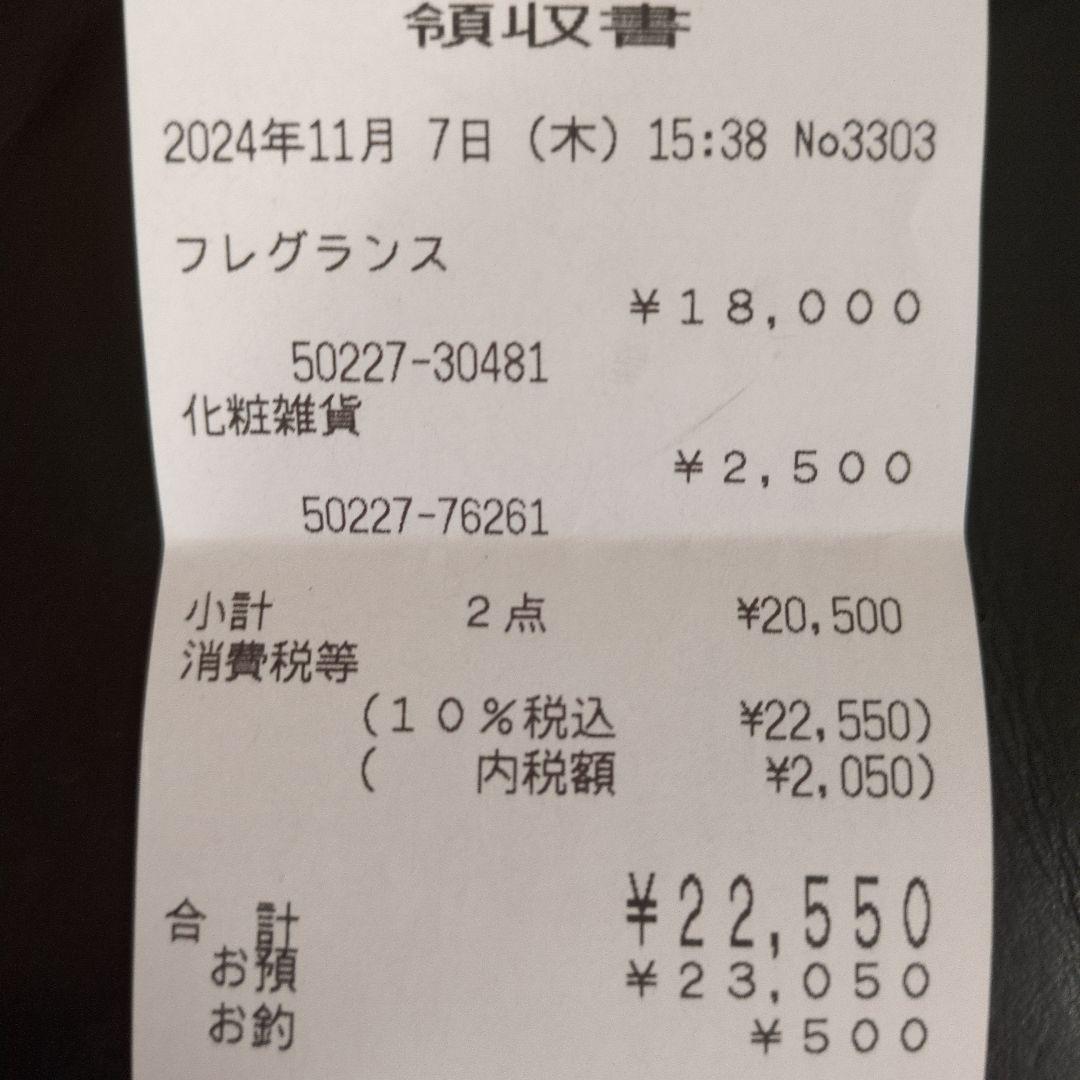 領収書
2024年11月 7日（木）15:38 No3303
フレグランス
¥18,000
50227-30481
化粧雑貨
¥2,500
50227-76261
小計 2点 ¥20,500
消費税等
(10%税込 ¥22,550)
( 内税額 ¥2,050)
合 計 ¥22,550
お預 ¥23,050
お釣 ¥500